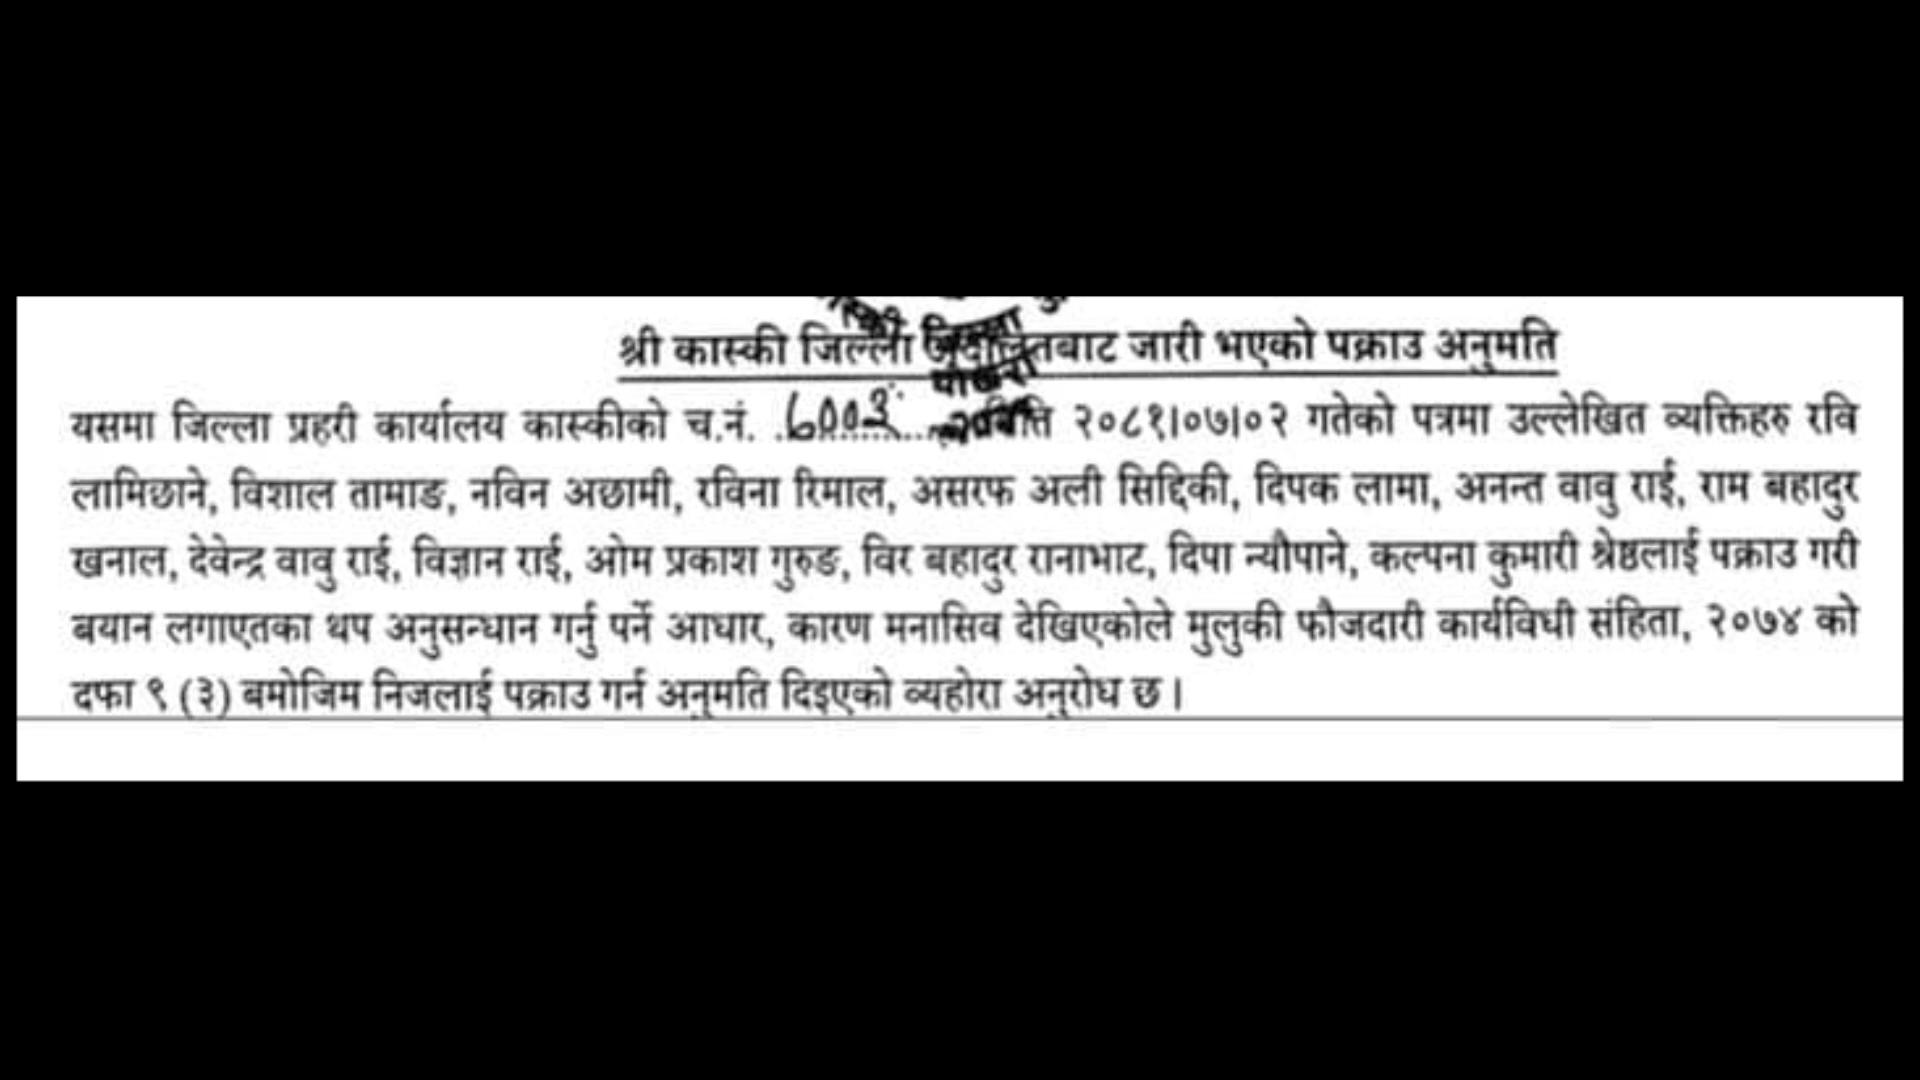 श्री कास्की जिल्ला अदालतबाट जारी भएको पक्राउ अनुमति
यसमा जिल्ला प्रहरी कार्यालय कास्कीको च.नं. मिति २०८१।०७।०२ गतेको पत्रमा उल्लेखित व्यक्तिहरु रवि
लामिछाने, विशाल तामाङ, नविन अछामी, रविना रिमाल, असरफ अली सिद्दिकी, दिपक लामा, अनन्त वावु राई, राम बहादुर
खनाल, देवेन्द्र वावु राई, विज्ञान राई, ओम प्रकाश गुरुङ, विर बहादुर रानाभाट, दिपा न्यौपाने, कल्पना कुमारी श्रेष्ठलाई पक्राउ गरी
बयान लगाएतका थप अनुसन्धान गर्नु पर्ने आधार, कारण मनासिव देखिएकोले मुलुकी फौजदारी कार्यविधी संहिता, २०७४ को
दफा ९ (३) बमोजिम निजलाई पक्राउ गर्न अनुमति दिइएको व्यहोरा अनुरोध छ।